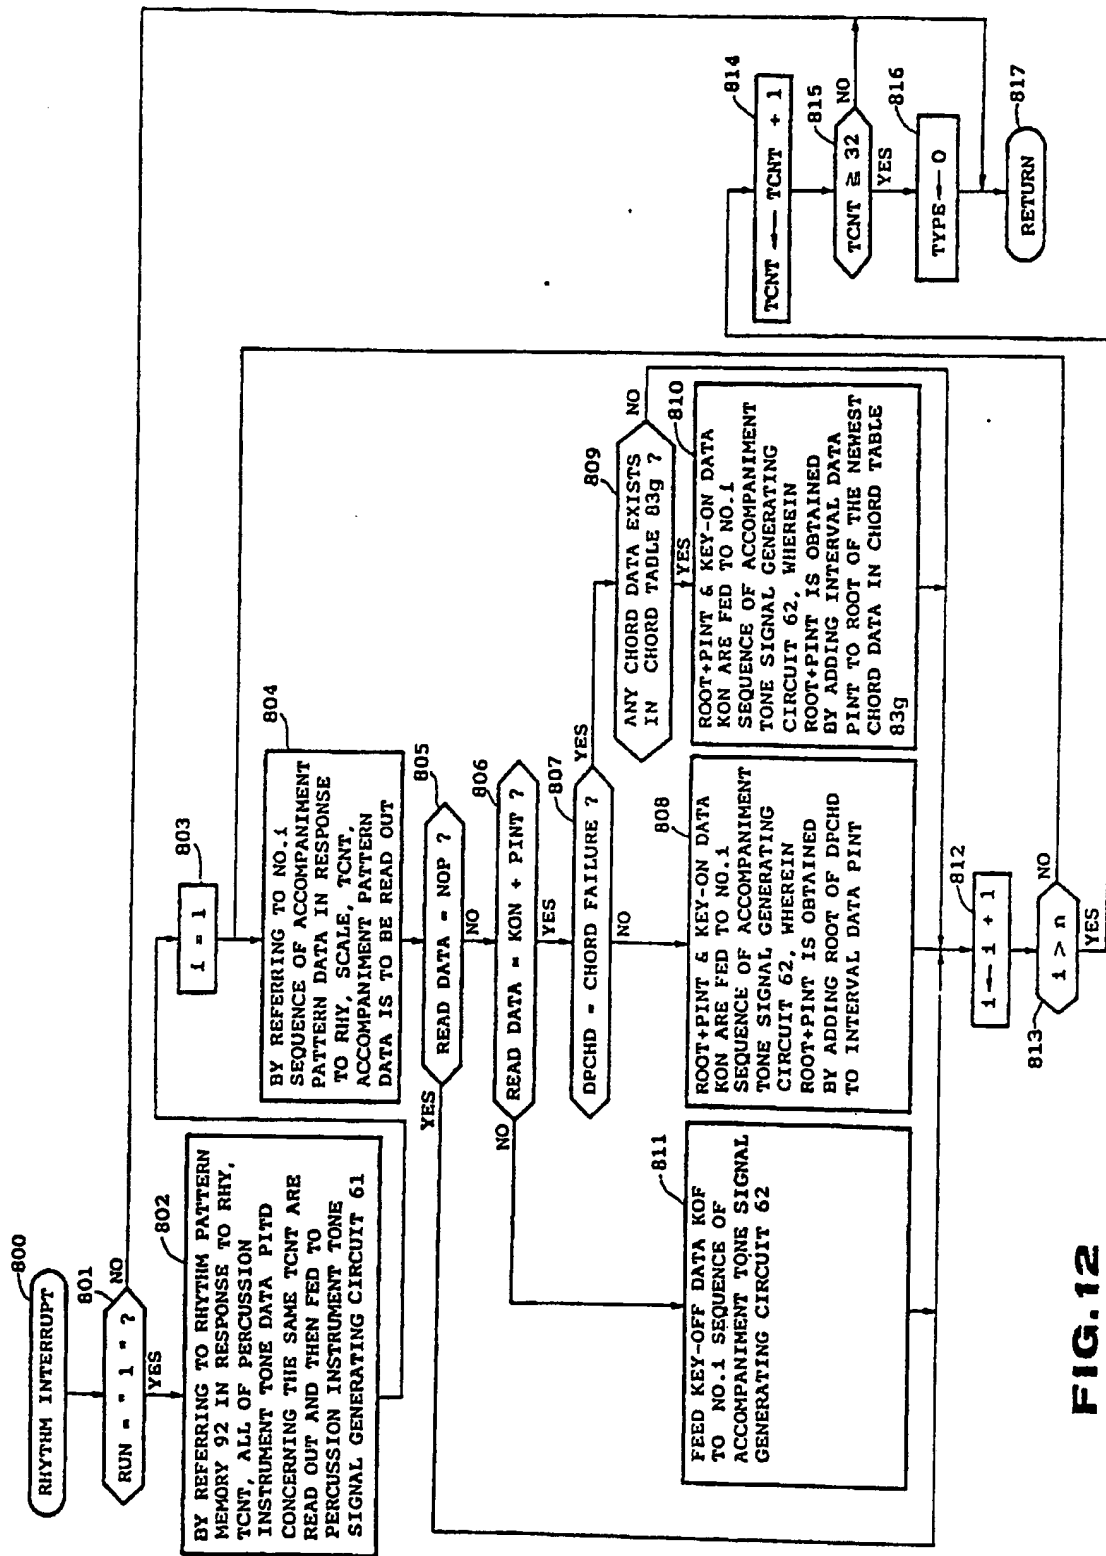 800
RHYTHM INTERRUPT
801
RUN = " 1 " ?
NO
YES
802
BY REFERRING TO RHYTHM PATTERN
MEMORY 92 IN RESPONSE TO RHY,
TCNT, ALL OF PERCUSSION
INSTRUMENT TONE DATA PITD
CONCERNING THE SAME TCNT ARE
READ OUT AND THEN FED TO
PERCUSSION INSTRUMENT TONE
SIGNAL GENERATING CIRCUIT 61
803
i = 1
804
BY REFERRING TO NO.i
SEQUENCE OF ACCOMPANIMENT
PATTERN DATA IN RESPONSE
TO RHY, SCALE, TCNT,
ACCOMPANIMENT PATTERN
DATA IS TO BE READ OUT
805
READ DATA = NOP ?
YES
NO
806
READ DATA = KON + PINT ?
NO
YES
807
DPCHD = CHORD FAILURE ?
YES
NO
809
ANY CHORD DATA EXISTS
IN CHORD TABLE 83g ?
NO
YES
811
FEED KEY-OFF DATA KOF
TO NO.i SEQUENCE OF
ACCOMPANIMENT TONE SIGNAL
GENERATING CIRCUIT 62
808
ROOT+PINT & KEY-ON DATA
KON ARE FED TO NO.i
SEQUENCE OF ACCOMPANIMENT
TONE SIGNAL GENERATING
CIRCUIT 62, WHEREIN
ROOT+PINT IS OBTAINED
BY ADDING ROOT OF DPCHD
TO INTERVAL DATA PINT
810
ROOT+PINT & KEY-ON DATA
KON ARE FED TO NO.i
SEQUENCE OF ACCOMPANIMENT
TONE SIGNAL GENERATING
CIRCUIT 62, WHEREIN
ROOT+PINT IS OBTAINED
BY ADDING INTERVAL DATA
PINT TO ROOT OF THE NEWEST
CHORD DATA IN CHORD TABLE
83g
812
i ← i + 1
813
i > n
NO
YES
814
TCNT ← TCNT + 1
815
TCNT ≧ 32
NO
YES
816
TYPE ← 0
817
RETURN
FIG.12